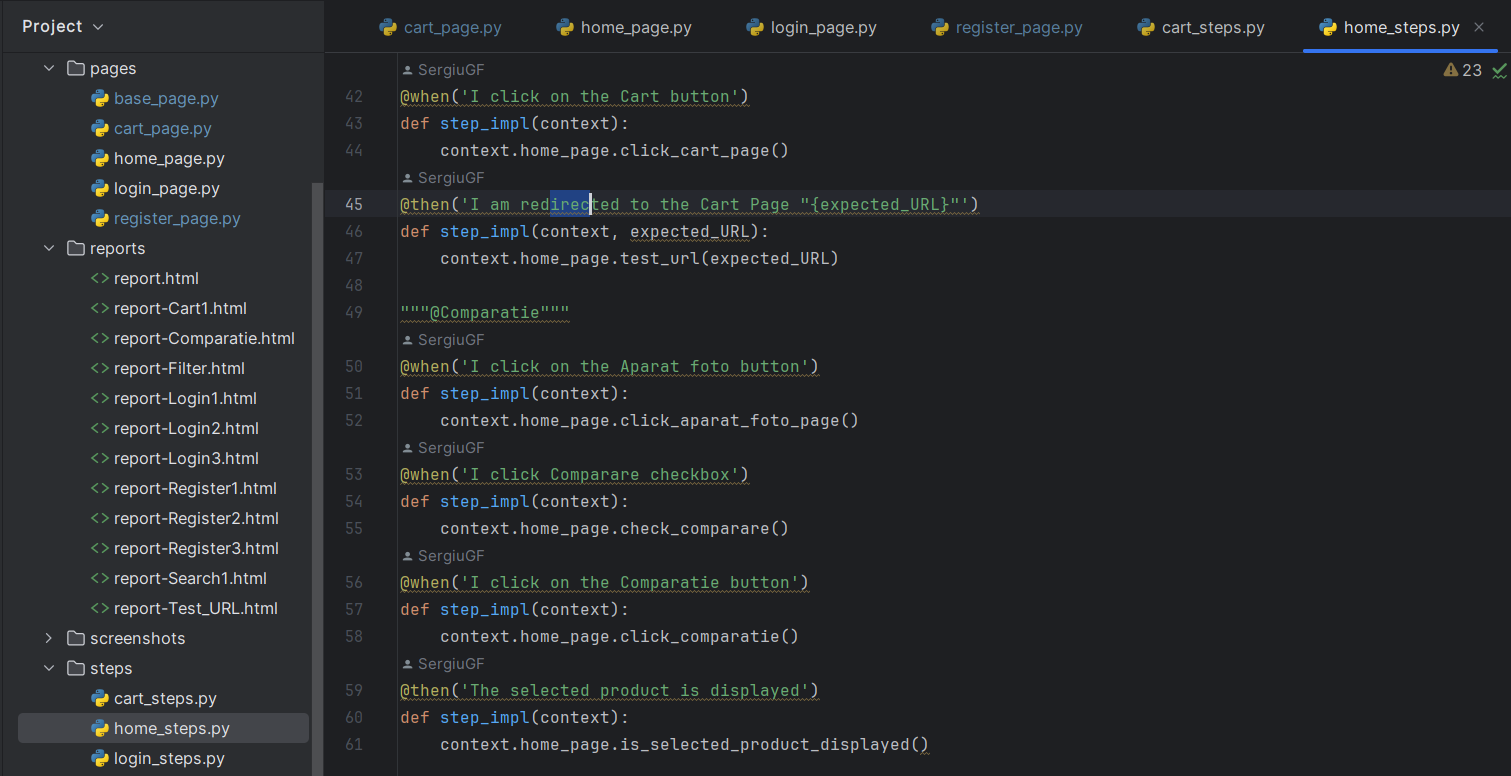 Project
cart_page.py home_page.py login_page.py register_page.py cart_steps.py home_steps.py
pages
base_page.py
cart_page.py
home_page.py
login_page.py
register_page.py
reports
report.html
report-Cart1.html
report-Comparatie.html
report-Filter.html
report-Login1.html
report-Login2.html
report-Login3.html
report-Register1.html
report-Register2.html
report-Register3.html
report-Search1.html
report-Test_URL.html
screenshots
steps
cart_steps.py
home_steps.py
login_steps.py
23
SergiuGF
42 @when('I click on the Cart button')
43 def step_impl(context):
44     context.home_page.click_cart_page()
SergiuGF
45 @then('I am redirected to the Cart Page "{expected_URL}"')
46 def step_impl(context, expected_URL):
47     context.home_page.test_url(expected_URL)
48
49 """@Comparatie"""
SergiuGF
50 @when('I click on the Aparat foto button')
51 def step_impl(context):
52     context.home_page.click_aparat_foto_page()
SergiuGF
53 @when('I click Comparare checkbox')
54 def step_impl(context):
55     context.home_page.check_comparare()
SergiuGF
56 @when('I click on the Comparatie button')
57 def step_impl(context):
58     context.home_page.click_comparatie()
SergiuGF
59 @then('The selected product is displayed')
60 def step_impl(context):
61     context.home_page.is_selected_product_displayed()